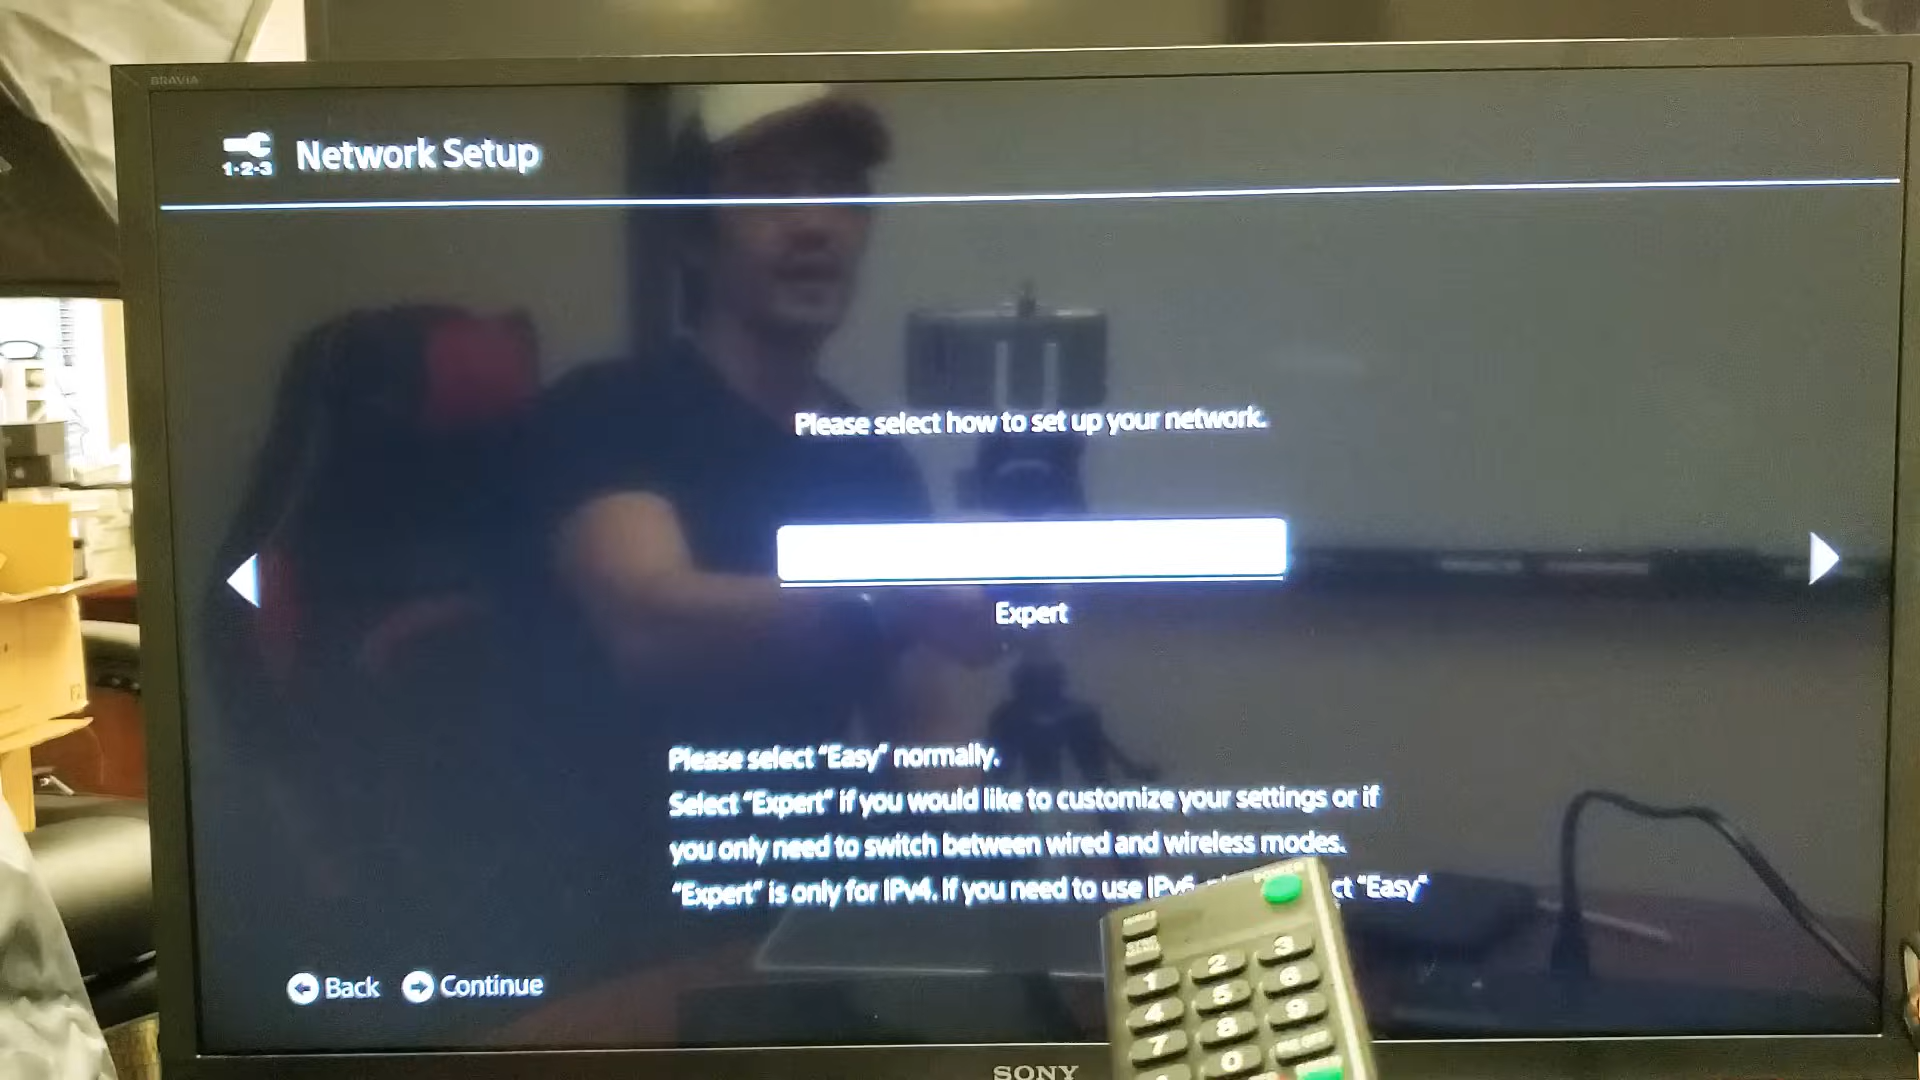 BRAVIA
1-2-3 Network Setup
Please select how to set up your network.
Expert
Please select “Easy” normally.
Select “Expert” if you would like to customize your settings or if
you only need to switch between wired and wireless modes.
“Expert” is only for IPv4. If you need to use IPv6, ct “Easy”
Back Continue
POWER
1 2 3
4 5 6
7 8 9
0
SONY